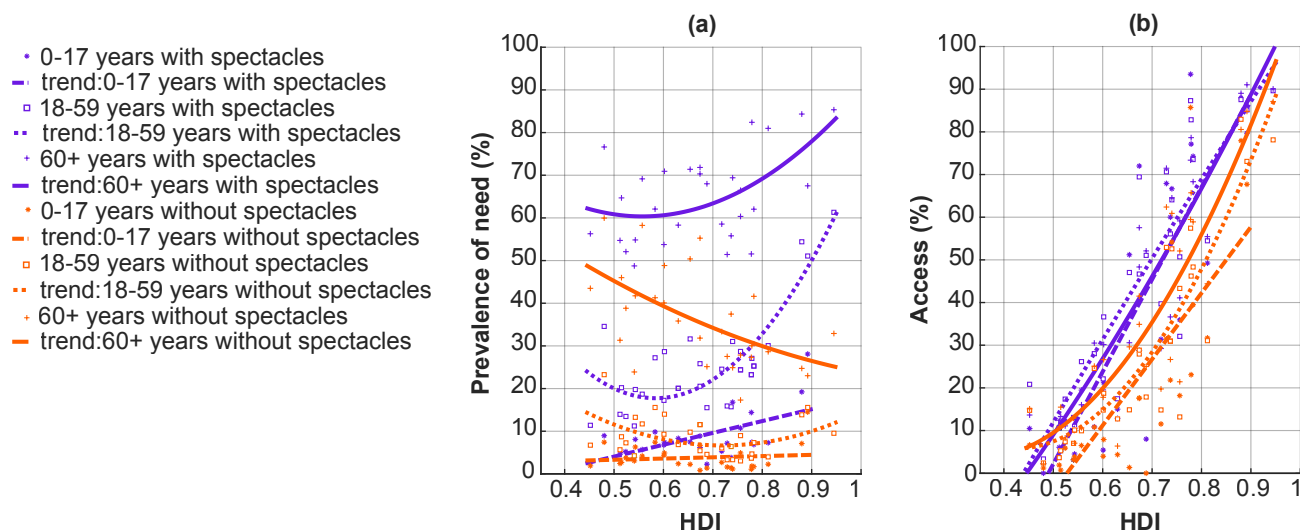 0-17 years with spectacles
trend:0-17 years with spectacles
18-59 years with spectacles
trend:18-59 years with spectacles
60+ years with spectacles
trend:60+ years with spectacles
0-17 years without spectacles
trend:0-17 years without spectacles
18-59 years without spectacles
trend:18-59 years without spectacles
60+ years without spectacles
trend:60+ years without spectacles
(a)
Prevalence of need (%)
100
90
80
70
60
50
40
30
20
10
0
0.4 0.5 0.6 0.7 0.8 0.9 1
HDI
(b)
Access (%)
100
90
80
70
60
50
40
30
20
10
0
0.4 0.5 0.6 0.7 0.8 0.9 1
HDI